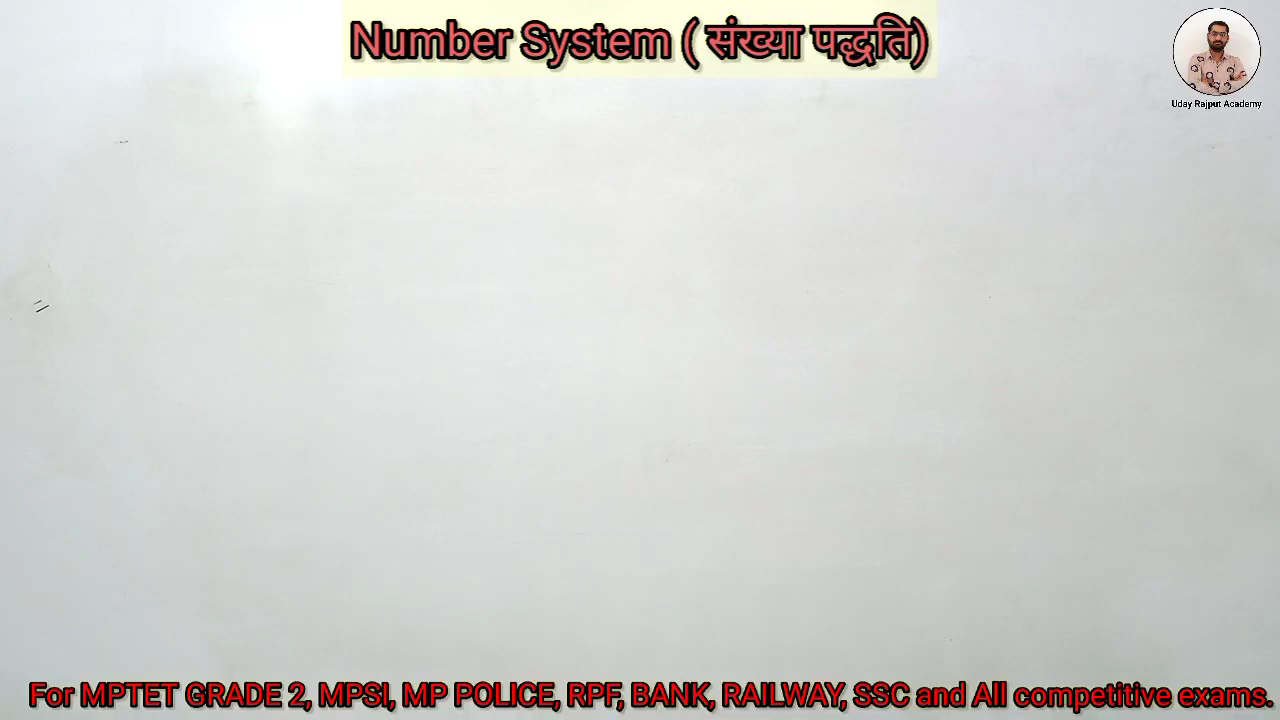 Number System ( संख्या पद्धति)
Uday Rajput Academy
For MPTET GRADE 2, MPSI, MP POLICE, RPF, BANK, RAILWAY, SSC and All competitive exams.